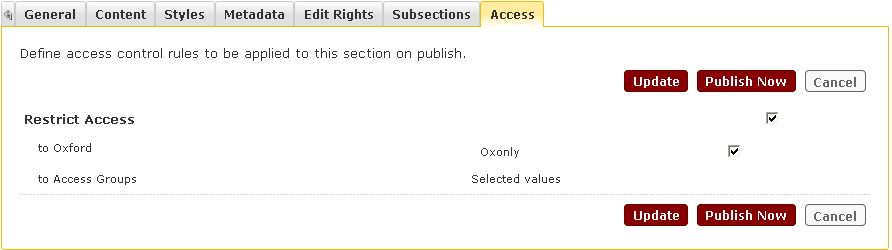 General Content Styles Metadata Edit Rights Subsections Access
Define access control rules to be applied to this section on publish.
Update Publish Now Cancel
Restrict Access
to Oxford Oxonly
to Access Groups Selected values
Update Publish Now Cancel